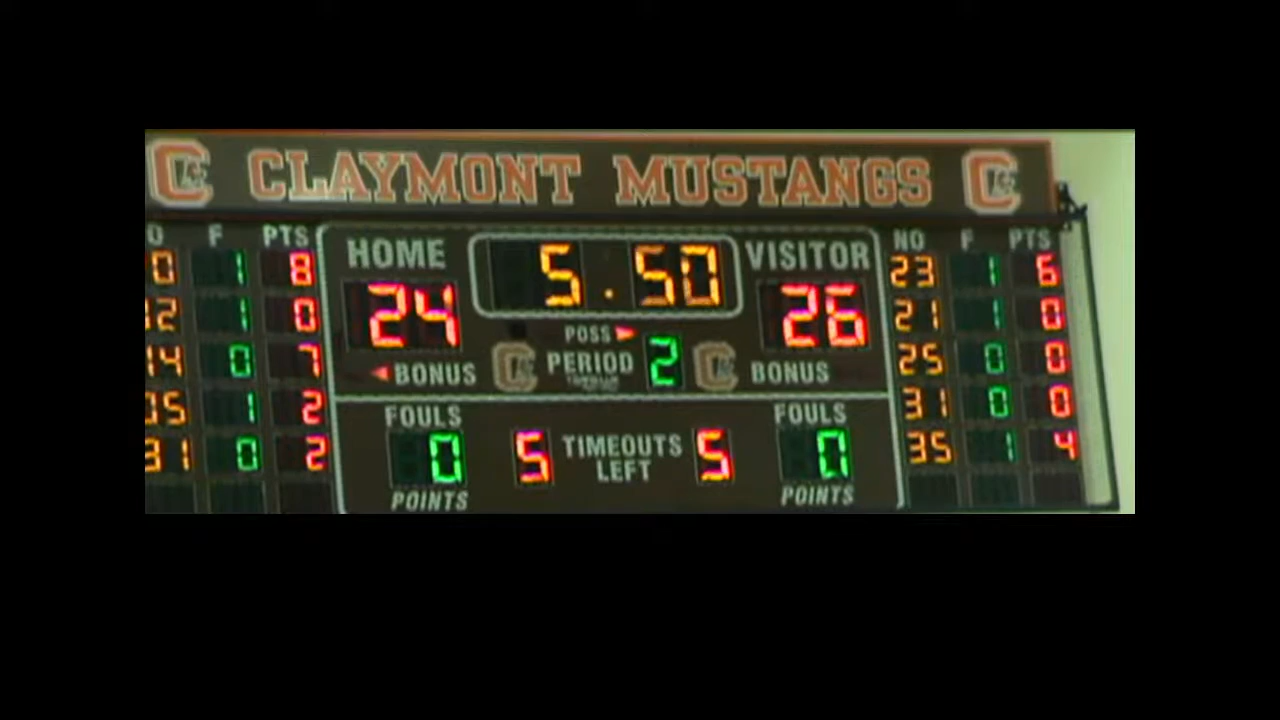 C CLAYMONT MUSTANGS C
O F PTS HOME 5.50 VISITOR NO F PTS
0 1 8 23 1 6
12 1 0 24 26 21 1 0
POSS
14 0 7 BONUS C PERIOD 2 C BONUS 25 0 0
05 1 2 FOULS FOULS 31 0 0
31 0 2 0 5 TIMEOUTS 5 0 35 1 4
LEFT
POINTS POINTS